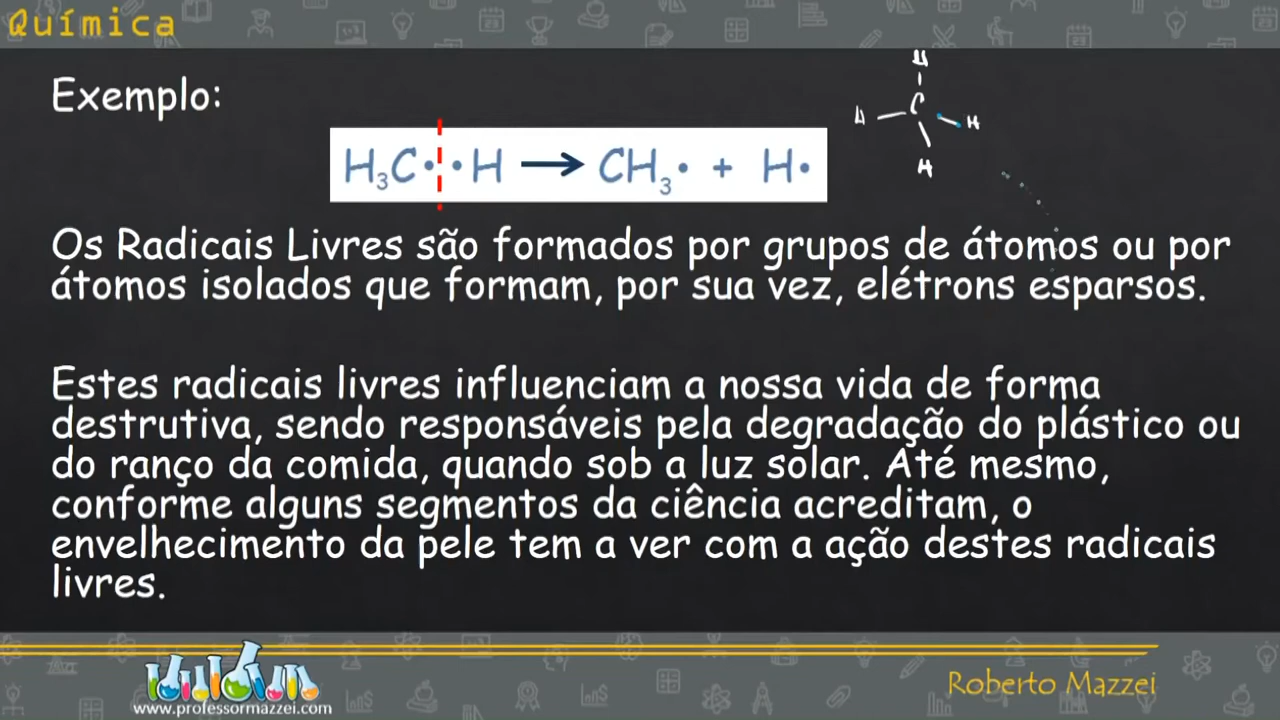 Química
Exemplo:
H
C
H
H
H
H₃C• •H → CH₃• + H•
Os Radicais Livres são formados por grupos de átomos ou por
átomos isolados que formam, por sua vez, elétrons esparsos.
Estes radicais livres influenciam a nossa vida de forma
destrutiva, sendo responsáveis pela degradação do plástico ou
do ranço da comida, quando sob a luz solar. Até mesmo,
conforme alguns segmentos da ciência acreditam, o
envelhecimento da pele tem a ver com a ação destes radicais
livres.
www.professormazzei.com
Roberto Mazzei